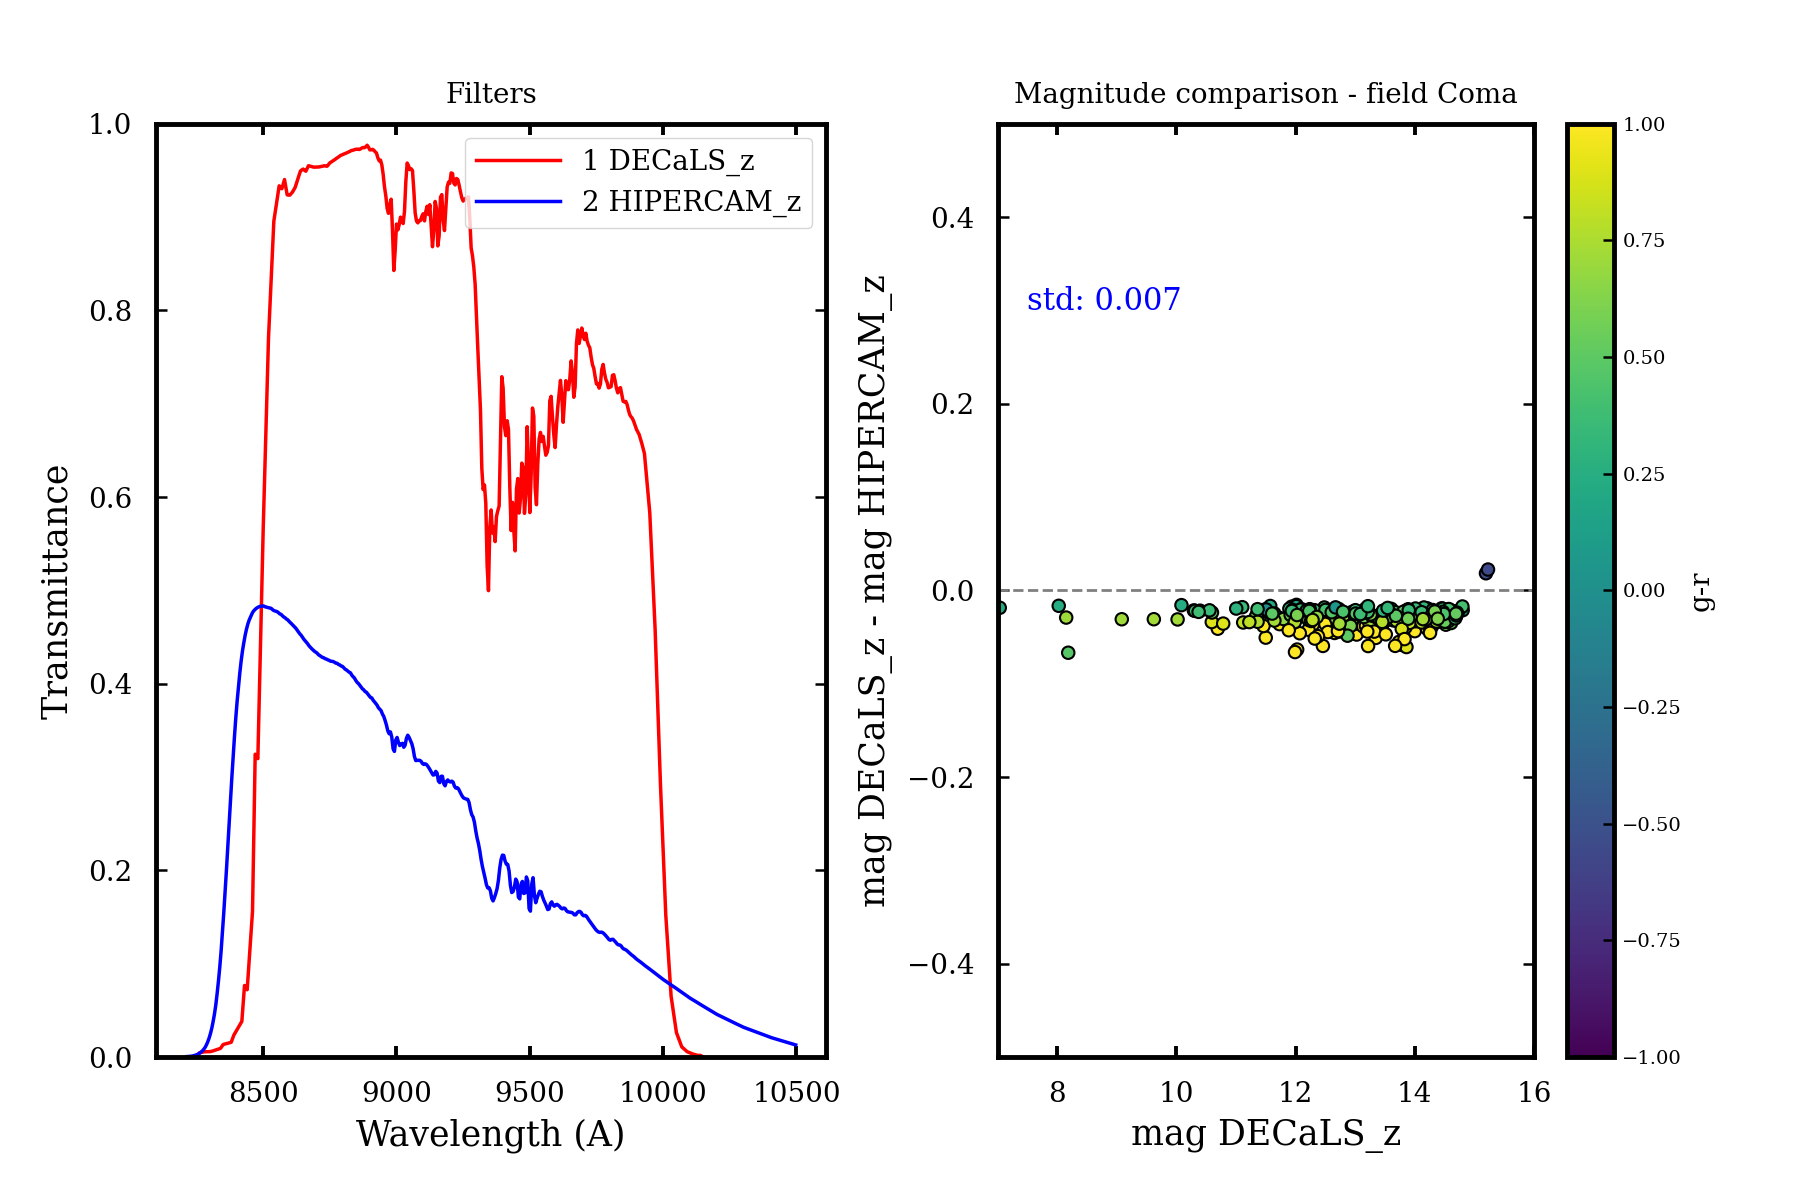 Filters
1.0
0.8
0.6
0.4
0.2
0.0
Transmittance
1 DECaLS_z
2 HIPERCAM_z
8500 9000 9500 10000 10500
Wavelength (A)
Magnitude comparison - field Coma
0.4
0.2
0.0
−0.2
−0.4
mag DECaLS_z - mag HIPERCAM_z
std: 0.007
8 10 12 14 16
mag DECaLS_z
1.00
0.75
0.50
0.25
0.00
−0.25
−0.50
−0.75
−1.00
g-r